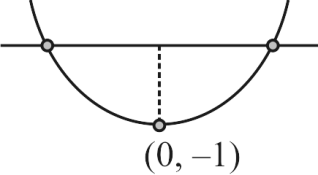 (0, –1)